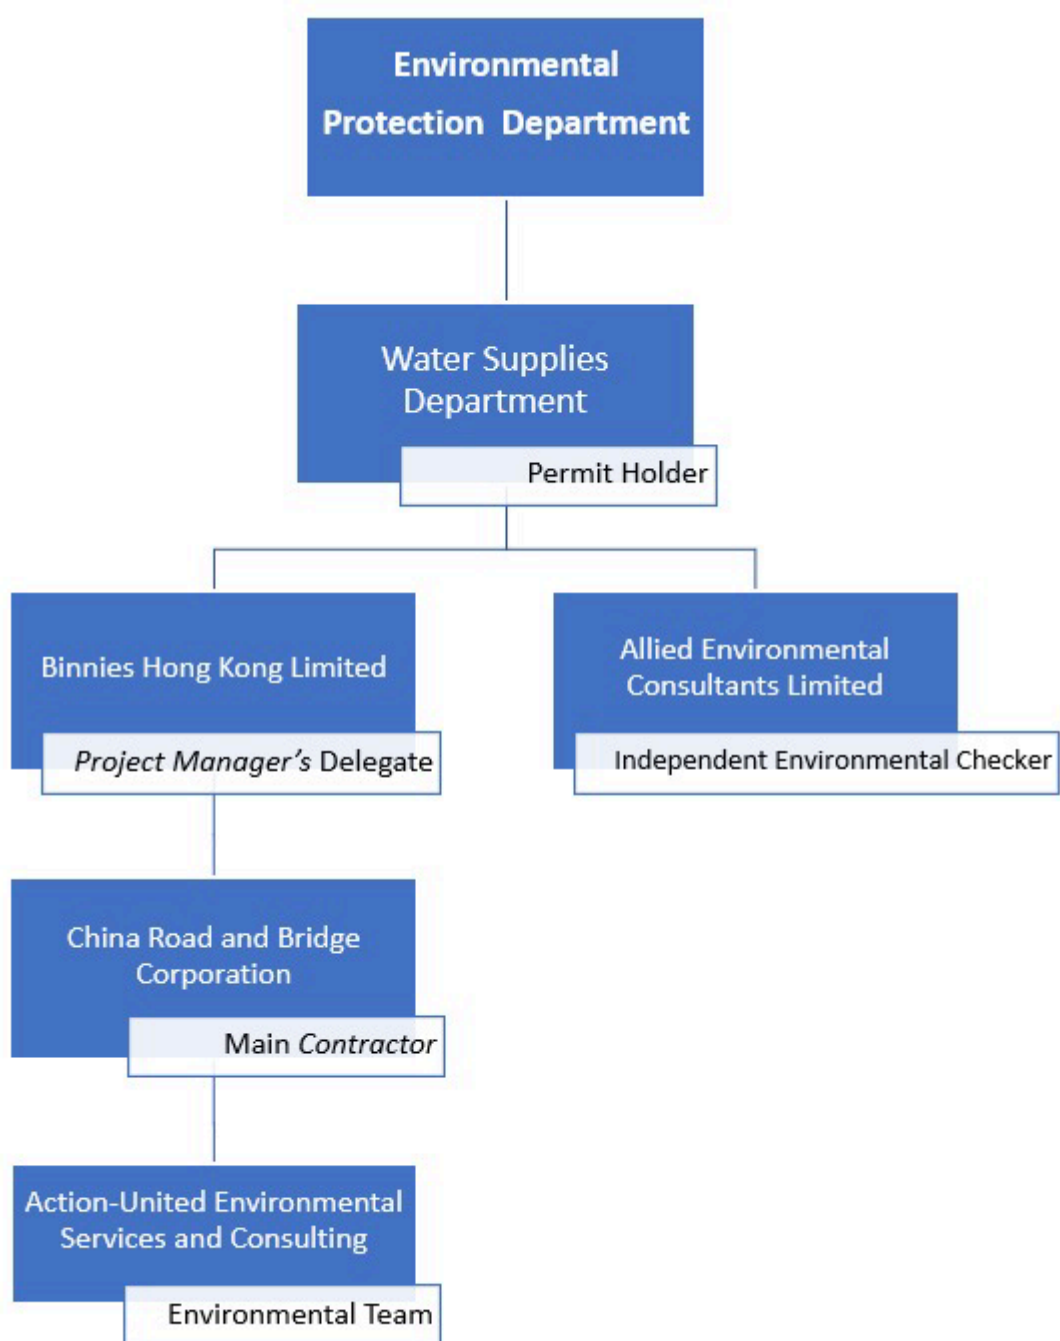 Environmental
Protection Department
Water Supplies
Department
Permit Holder
Binnies Hong Kong Limited
Project Manager’s Delegate
Allied Environmental
Consultants Limited
Independent Environmental Checker
China Road and Bridge
Corporation
Main Contractor
Action-United Environmental
Services and Consulting
Environmental Team